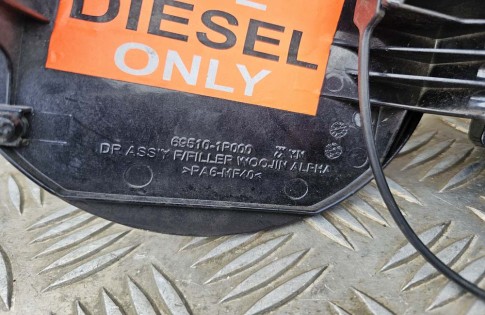 DIESEL
ONLY
69510-1P000
DR ASS'Y F/FILLER WOOJIN ALPHA
>PA6-MF40<